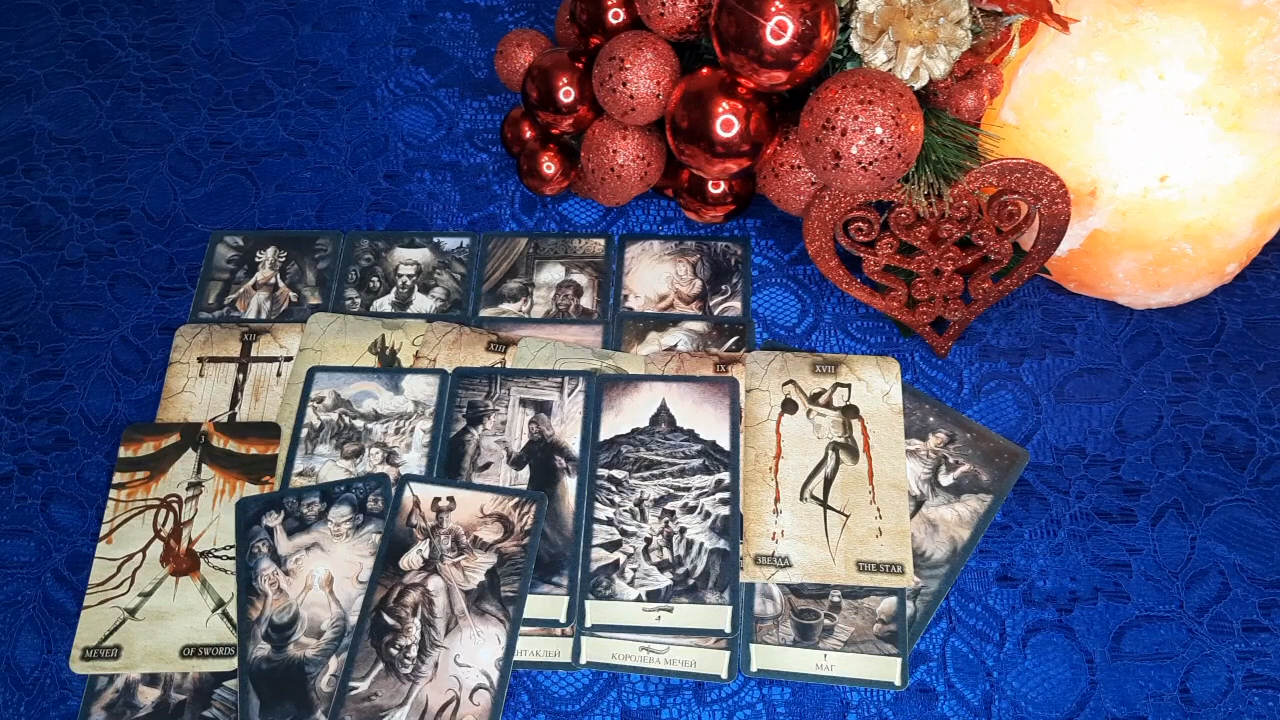 XII
XIII
IX
XVII
ЗВЕЗДА
THE STAR
МЕЧЕЙ
OF SWORDS
4
НТАКЛЕЙ
КОРОЛЕВА МЕЧЕЙ
I
МАГ